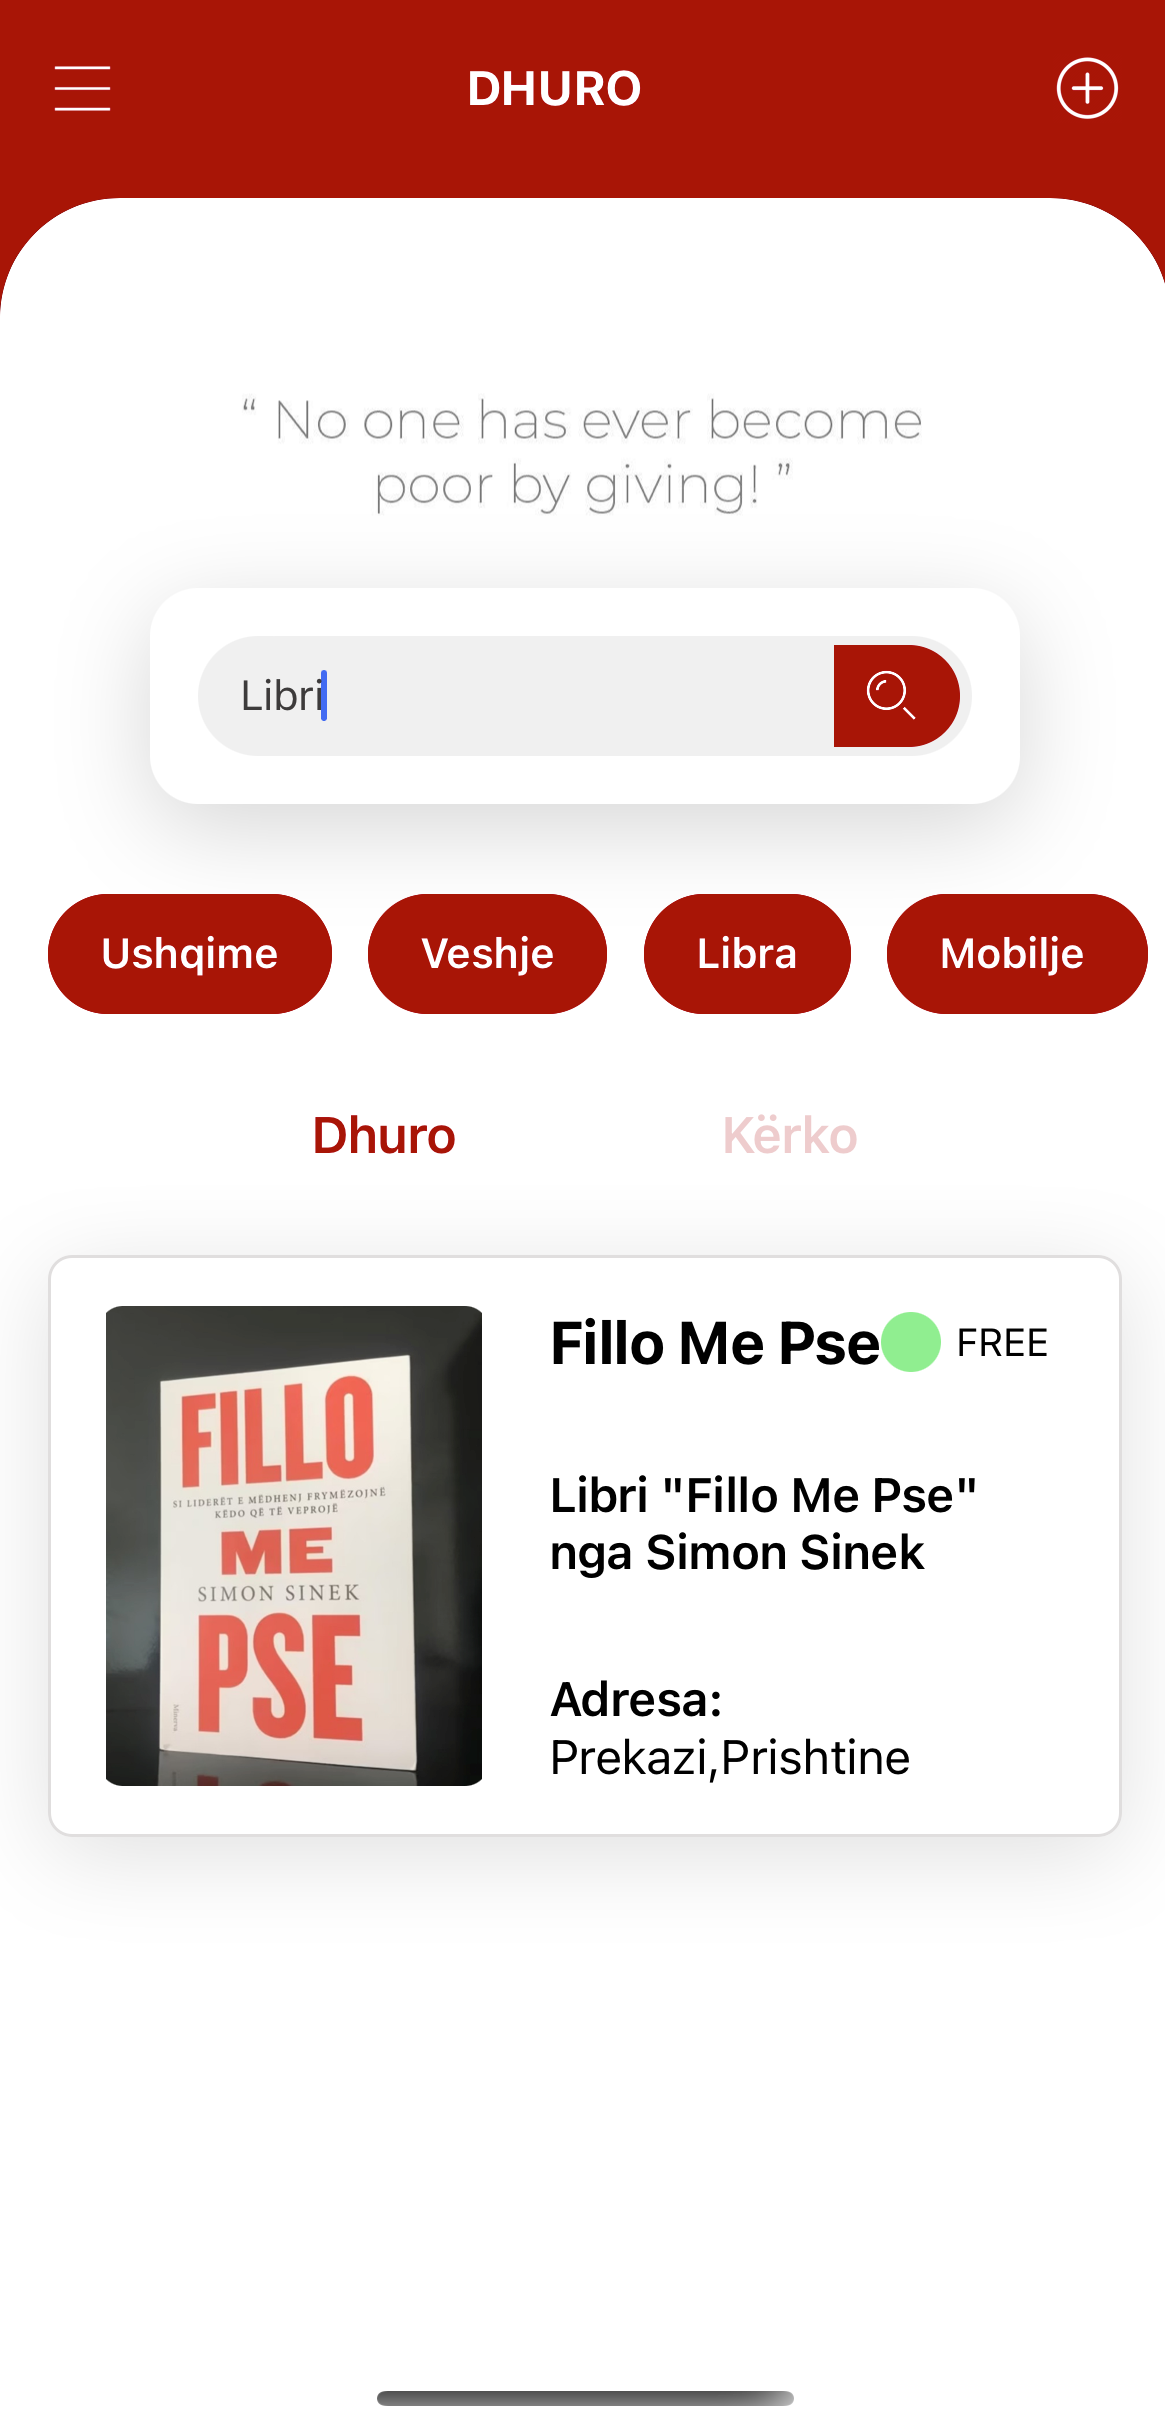 DHURO
“ No one has ever become
poor by giving! ”
Libri
Ushqime
Veshje
Libra
Mobilje
Dhuro
Kërko
FILLO
SI LIDERËT E MËDHENJ FRYMËZOJNË
KËDO QË TË VEPROJË
ME
SIMON SINEK
PSE
Fillo Me Pse
FREE
Libri "Fillo Me Pse"
nga Simon Sinek
Adresa:
Prekazi,Prishtine